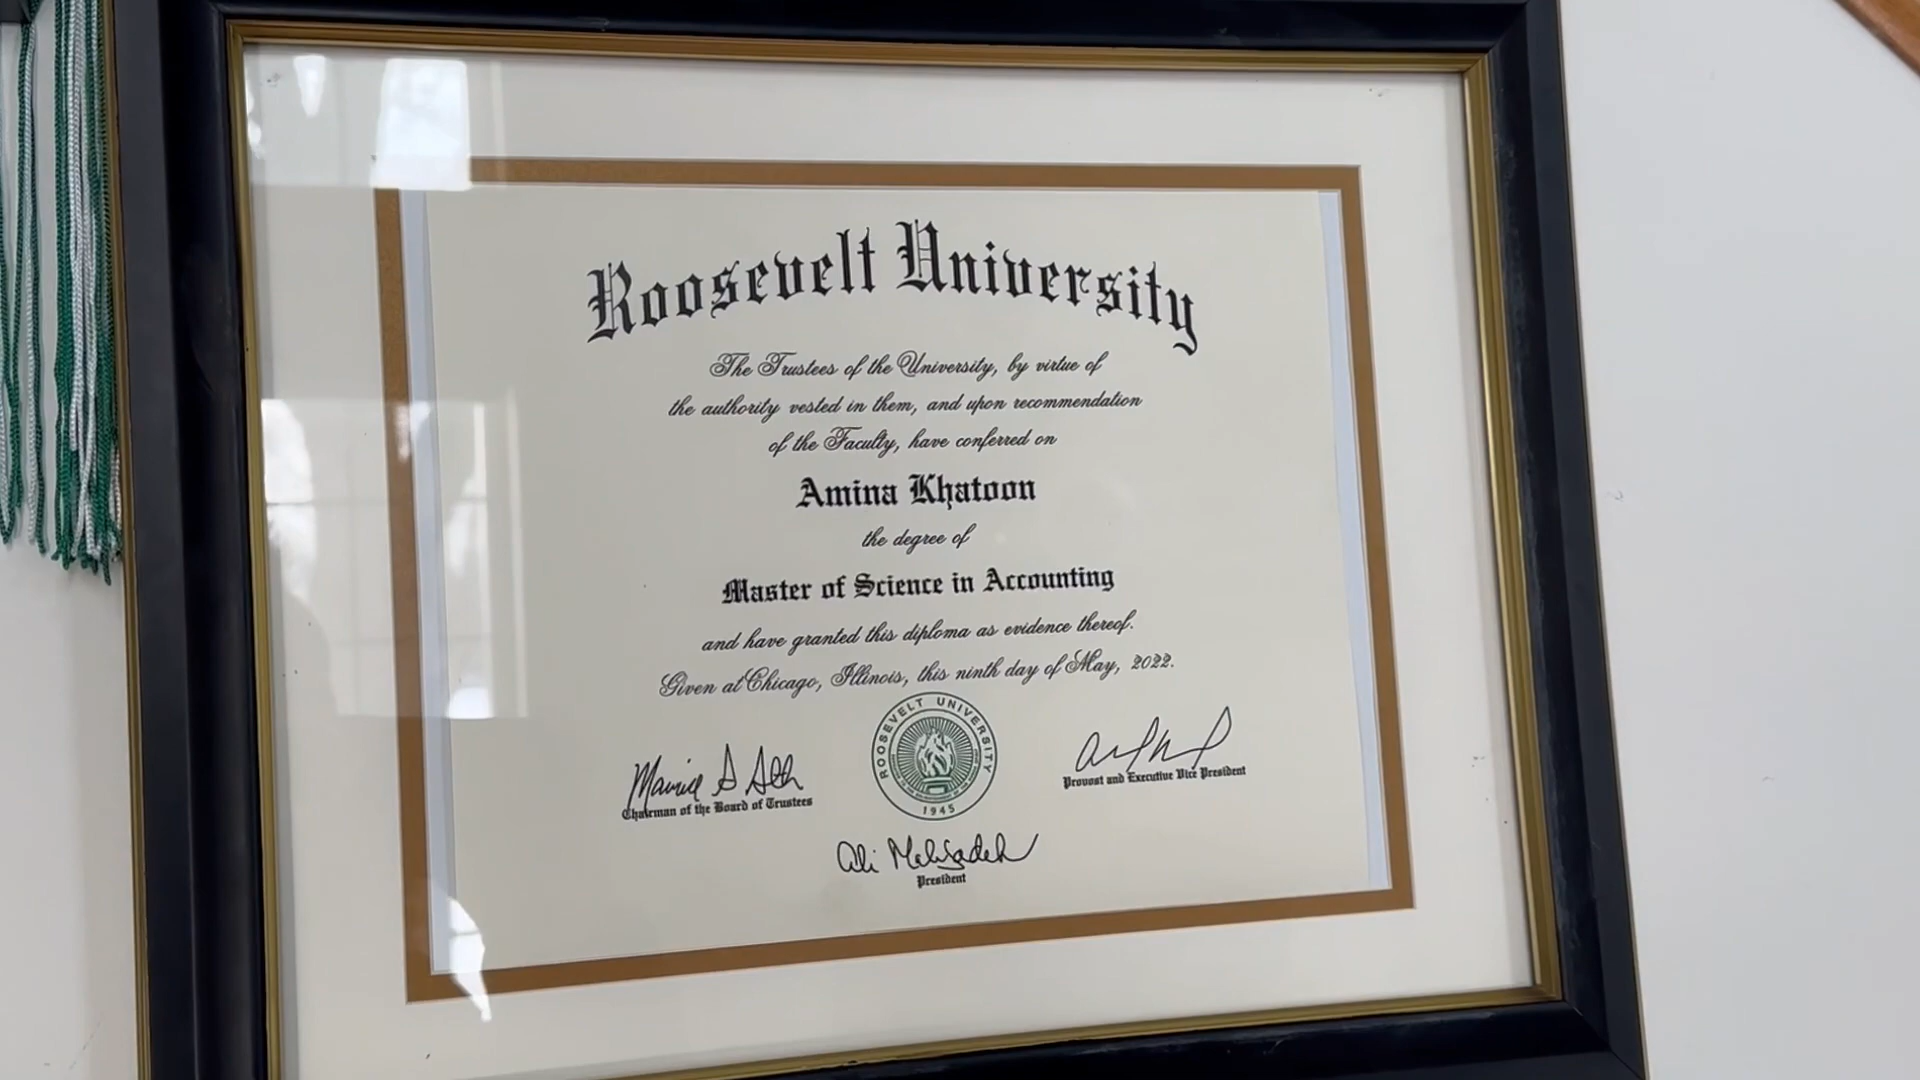 Roosevelt University
The Trustees of the University, by virtue of
the authority vested in them, and upon recommendation
of the Faculty, have conferred on
Amina Khatoon
the degree of
Master of Science in Accounting
and have granted this diploma as evidence thereof.
Given at Chicago, Illinois, this ninth day of May, 2022.
ROOSEVELT UNIVERSITY
1945
Chairman of the Board of Trustees
Provost and Executive Vice President
Ali Malekzadeh
President